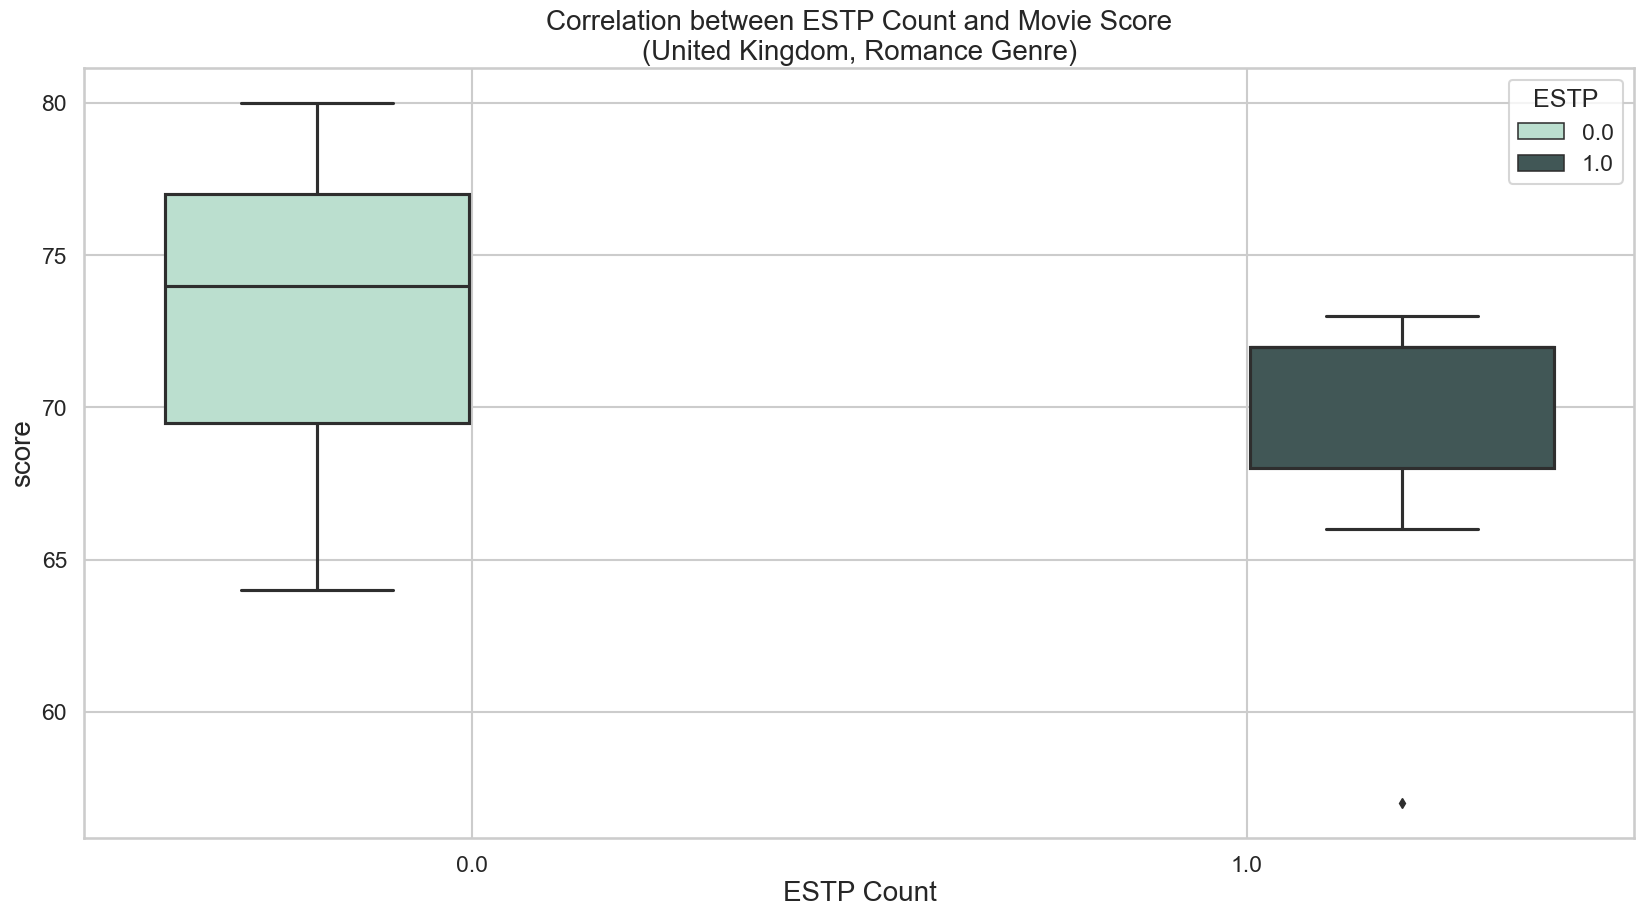 Correlation between ESTP Count and Movie Score
(United Kingdom, Romance Genre)
ESTP
0.0
1.0
80
75
70
65
60
score
0.0
1.0
ESTP Count